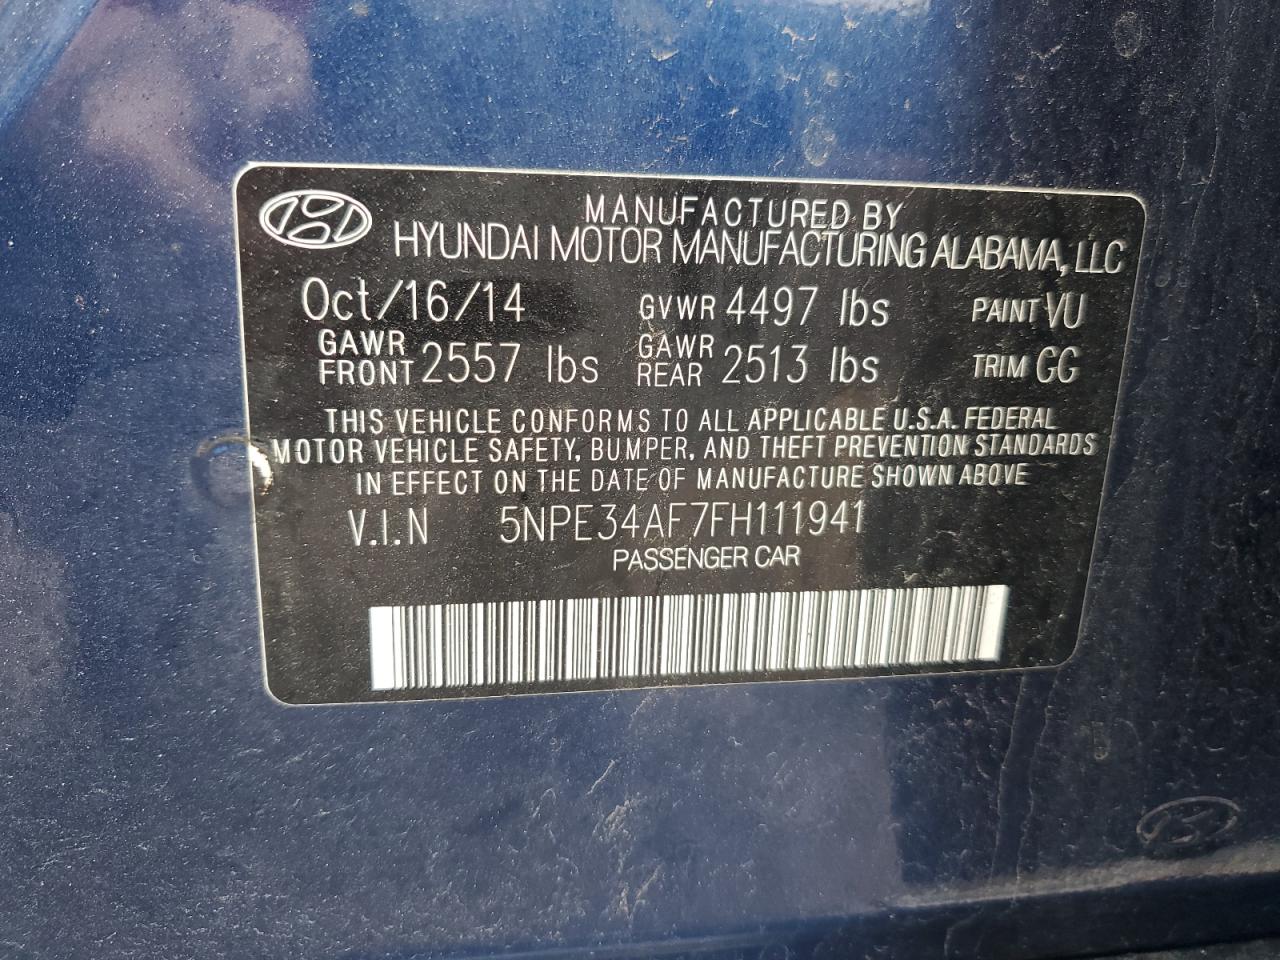 MANUFACTURED BY
HYUNDAI MOTOR MANUFACTURING ALABAMA, LLC
Oct/16/14 GVWR 4497 lbs PAINT VU
GAWR FRONT 2557 lbs GAWR REAR 2513 lbs TRIM GG
THIS VEHICLE CONFORMS TO ALL APPLICABLE U.S.A. FEDERAL
MOTOR VEHICLE SAFETY, BUMPER, AND THEFT PREVENTION STANDARDS
IN EFFECT ON THE DATE OF MANUFACTURE SHOWN ABOVE
V.I.N 5NPE34AF7FH111941
PASSENGER CAR